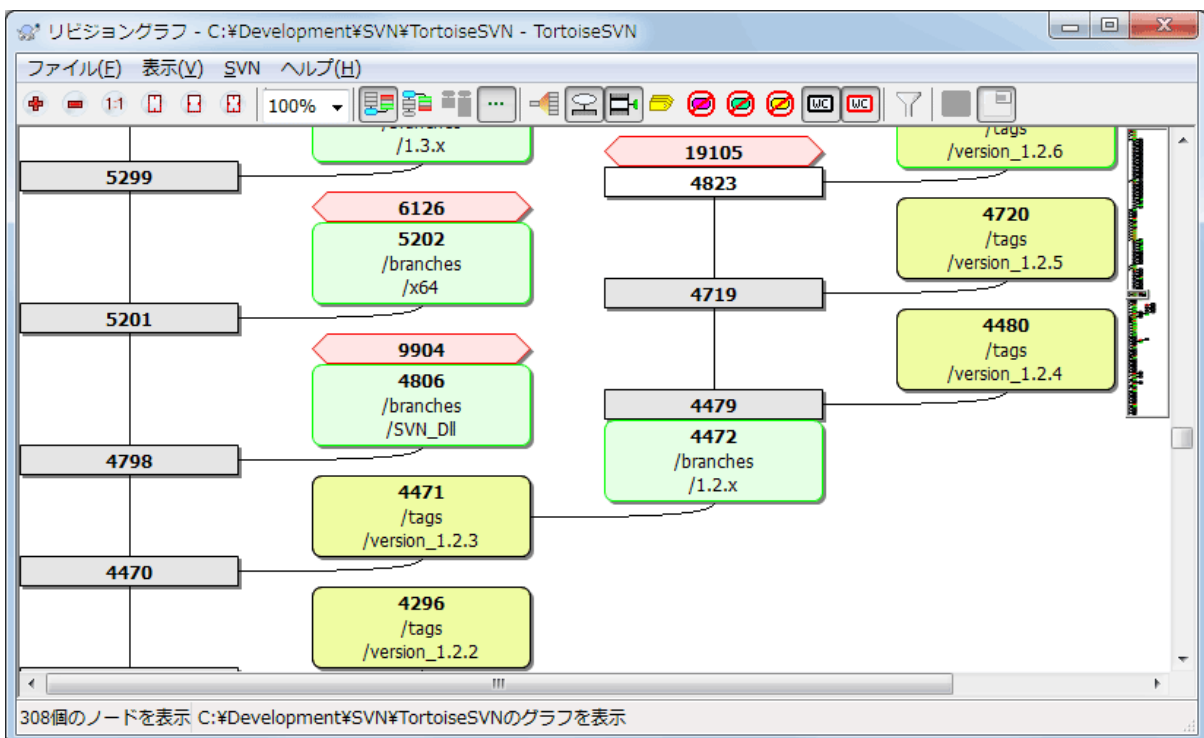 リビジョングラフ - C:¥Development¥SVN¥TortoiseSVN - TortoiseSVN
ファイル(F) 表示(V) SVN ヘルプ(H)
1:1 100% ... WC WC
/branches
/1.3.x
5299
6126
5202
/branches
/x64
5201
9904
4806
/branches
/SVN_Dll
4798
4471
/tags
/version_1.2.3
4470
4296
/tags
/version_1.2.2
19105
4823
4719
4479
4472
/branches
/1.2.x
/tags
/version_1.2.6
4720
/tags
/version_1.2.5
4480
/tags
/version_1.2.4
308個のノードを表示 C:¥Development¥SVN¥TortoiseSVNのグラフを表示